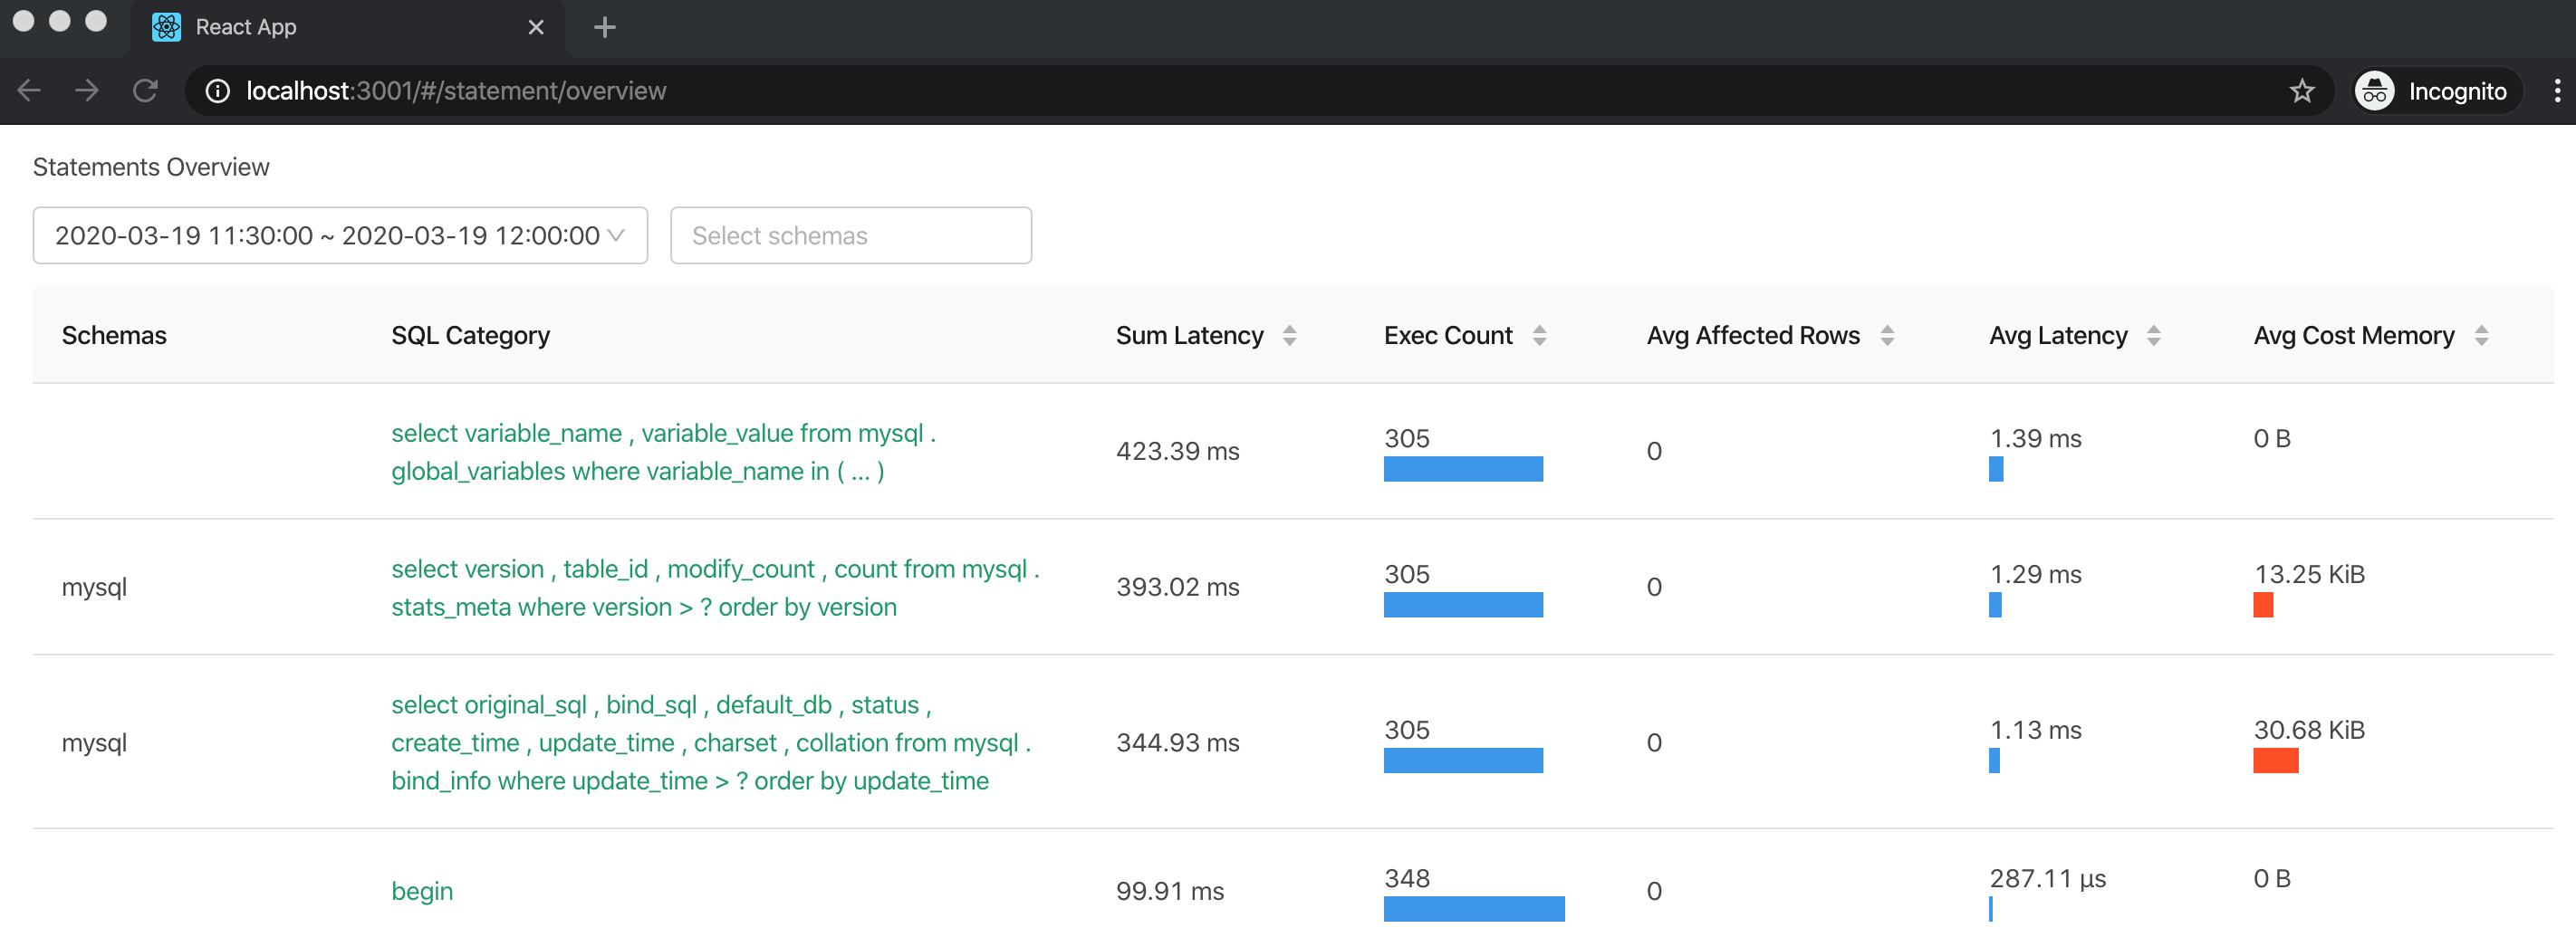 React App
localhost:3001/#/statement/overview
Incognito
Statements Overview
2020-03-19 11:30:00 ~ 2020-03-19 12:00:00
Select schemas
Schemas SQL Category Sum Latency Exec Count Avg Affected Rows Avg Latency Avg Cost Memory
select variable_name , variable_value from mysql .
global_variables where variable_name in ( ... )
423.39 ms 305 0 1.39 ms 0 B
mysql
select version , table_id , modify_count , count from mysql .
stats_meta where version > ? order by version
393.02 ms 305 0 1.29 ms 13.25 KiB
mysql
select original_sql , bind_sql , default_db , status ,
create_time , update_time , charset , collation from mysql .
bind_info where update_time > ? order by update_time
344.93 ms 305 0 1.13 ms 30.68 KiB
begin 99.91 ms 348 0 287.11 µs 0 B